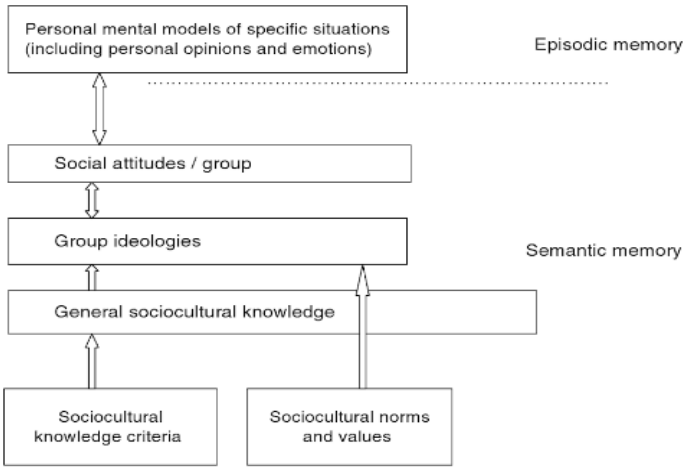 Personal mental models of specific situations
(including personal opinions and emotions)
Episodic memory
Social attitudes / group
Group ideologies
Semantic memory
General sociocultural knowledge
Sociocultural
knowledge criteria
Sociocultural norms
and values